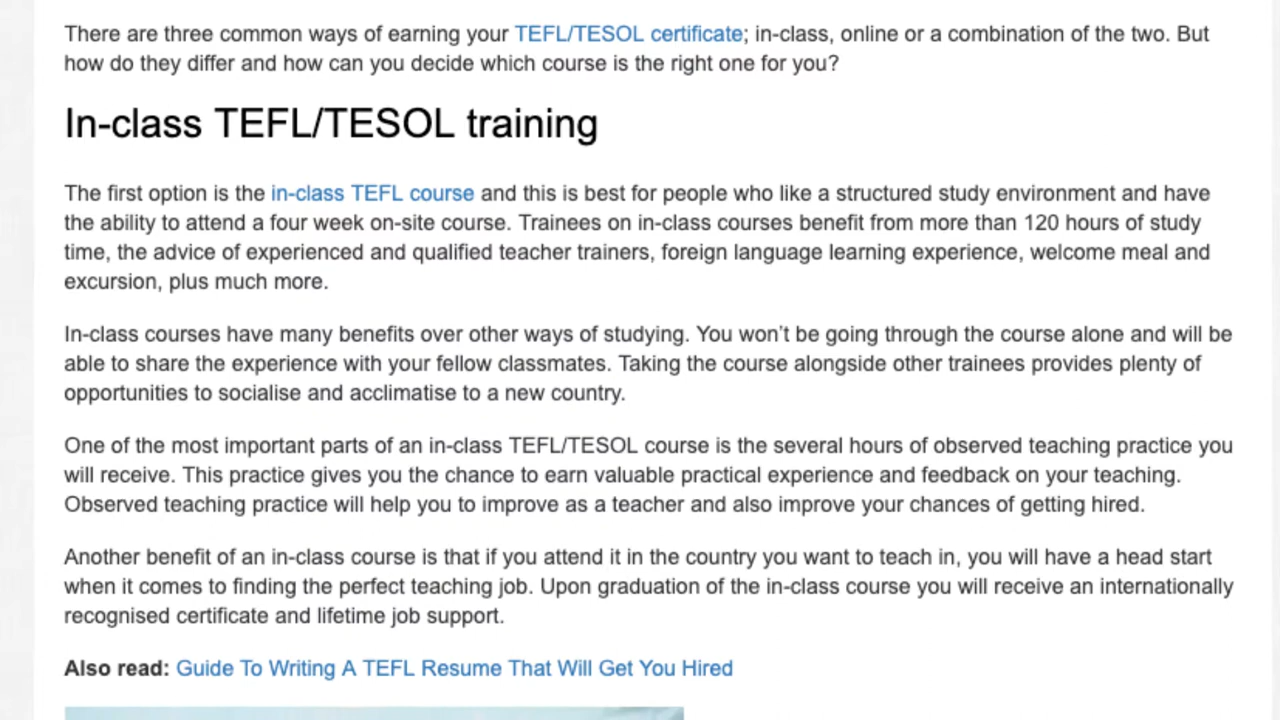 There are three common ways of earning your TEFL/TESOL certificate; in-class, online or a combination of the two. But
how do they differ and how can you decide which course is the right one for you?
In-class TEFL/TESOL training
The first option is the in-class TEFL course and this is best for people who like a structured study environment and have
the ability to attend a four week on-site course. Trainees on in-class courses benefit from more than 120 hours of study
time, the advice of experienced and qualified teacher trainers, foreign language learning experience, welcome meal and
excursion, plus much more.
In-class courses have many benefits over other ways of studying. You won’t be going through the course alone and will be
able to share the experience with your fellow classmates. Taking the course alongside other trainees provides plenty of
opportunities to socialise and acclimatise to a new country.
One of the most important parts of an in-class TEFL/TESOL course is the several hours of observed teaching practice you
will receive. This practice gives you the chance to earn valuable practical experience and feedback on your teaching.
Observed teaching practice will help you to improve as a teacher and also improve your chances of getting hired.
Another benefit of an in-class course is that if you attend it in the country you want to teach in, you will have a head start
when it comes to finding the perfect teaching job. Upon graduation of the in-class course you will receive an internationally
recognised certificate and lifetime job support.
Also read: Guide To Writing A TEFL Resume That Will Get You Hired